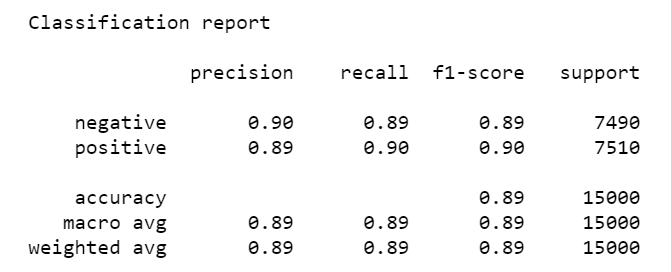 Classification report
precision recall f1-score support
negative 0.90 0.89 0.89 7490
positive 0.89 0.90 0.90 7510
accuracy 0.89 15000
macro avg 0.89 0.89 0.89 15000
weighted avg 0.89 0.89 0.89 15000